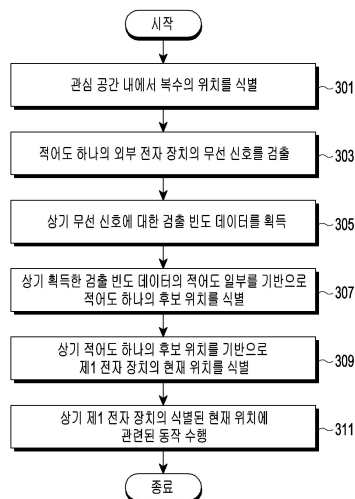 시작
관심 공간 내에서 복수의 위치를 식별
301
적어도 하나의 외부 전자 장치의 무선 신호를 검출
303
상기 무선 신호에 대한 검출 빈도 데이터를 획득
305
상기 획득한 검출 빈도 데이터의 적어도 일부를 기반으로
적어도 하나의 후보 위치를 식별
307
상기 적어도 하나의 후보 위치를 기반으로
제1 전자 장치의 현재 위치를 식별
309
상기 제1 전자 장치의 식별된 현재 위치에
관련된 동작 수행
311
종료